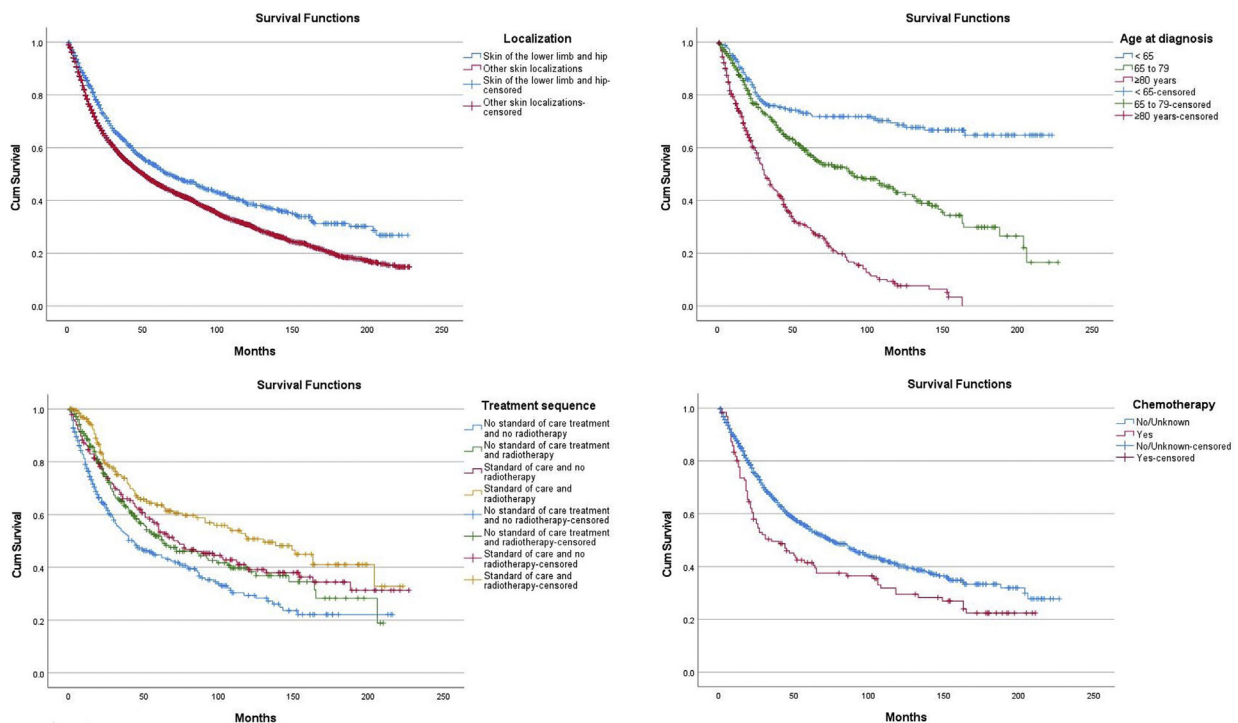 Survival Functions
Localization
Skin of the lower limb and hip
Other skin localizations
Skin of the lower limb and hip-
censored
Other skin localizations-
censored
Cum Survival
1.0
0.8
0.6
0.4
0.2
0.0
0 50 100 150 200 250
Months
Survival Functions
Age at diagnosis
< 65
65 to 79
≥80 years
< 65-censored
65 to 79-censored
≥80 years-censored
Cum Survival
1.0
0.8
0.6
0.4
0.2
0.0
0 50 100 150 200 250
Months
Survival Functions
Treatment sequence
No standard of care treatment
and no radiotherapy
No standard of care treatment
and radiotherapy
Standard of care and no
radiotherapy
Standard of care and
radiotherapy
No standard of care treatment
and no radiotherapy-censored
No standard of care treatment
and radiotherapy-censored
Standard of care and no
radiotherapy-censored
Standard of care and
radiotherapy-censored
Cum Survival
1.0
0.8
0.6
0.4
0.2
0.0
0 50 100 150 200 250
Months
Survival Functions
Chemotherapy
No/Unknown
Yes
No/Unknown-censored
Yes-censored
Cum Survival
1.0
0.8
0.6
0.4
0.2
0.0
0 50 100 150 200 250
Months